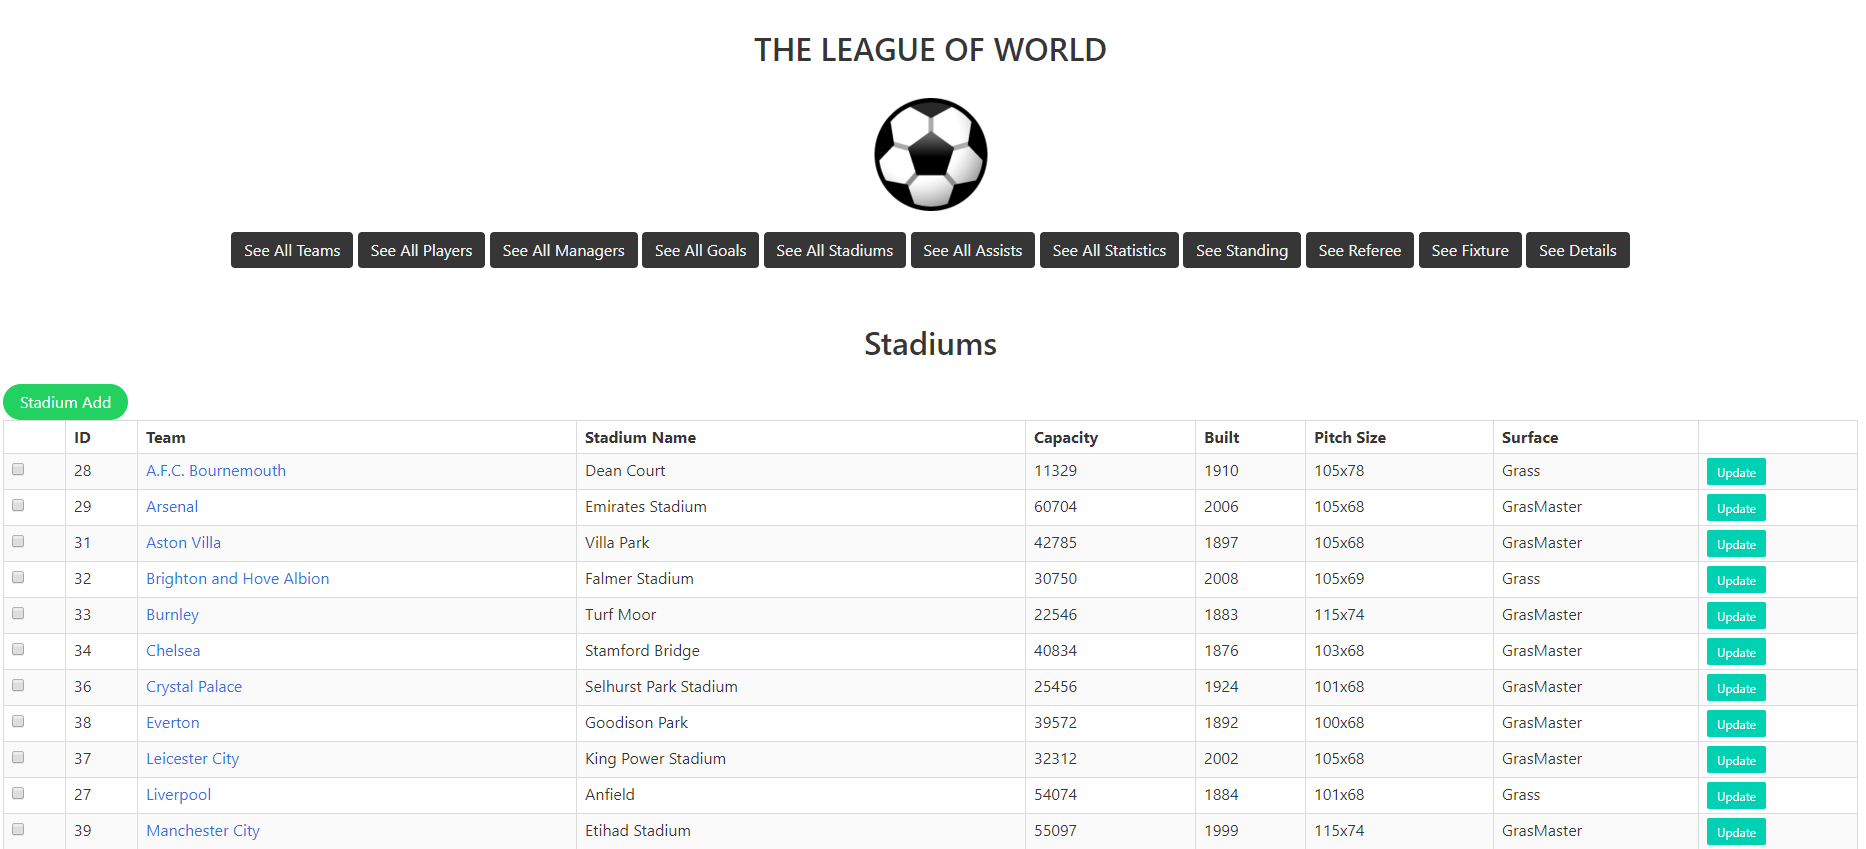 THE LEAGUE OF WORLD
See All Teams See All Players See All Managers See All Goals See All Stadiums See All Assists See All Statistics See Standing See Referee See Fixture See Details
Stadiums
Stadium Add
ID Team Stadium Name Capacity Built Pitch Size Surface
28 A.F.C. Bournemouth Dean Court 11329 1910 105x78 Grass Update
29 Arsenal Emirates Stadium 60704 2006 105x68 GrasMaster Update
31 Aston Villa Villa Park 42785 1897 105x68 GrasMaster Update
32 Brighton and Hove Albion Falmer Stadium 30750 2008 105x69 Grass Update
33 Burnley Turf Moor 22546 1883 115x74 GrasMaster Update
34 Chelsea Stamford Bridge 40834 1876 103x68 GrasMaster Update
36 Crystal Palace Selhurst Park Stadium 25456 1924 101x68 GrasMaster Update
38 Everton Goodison Park 39572 1892 100x68 GrasMaster Update
37 Leicester City King Power Stadium 32312 2002 105x68 GrasMaster Update
27 Liverpool Anfield 54074 1884 101x68 Grass Update
39 Manchester City Etihad Stadium 55097 1999 115x74 GrasMaster Update